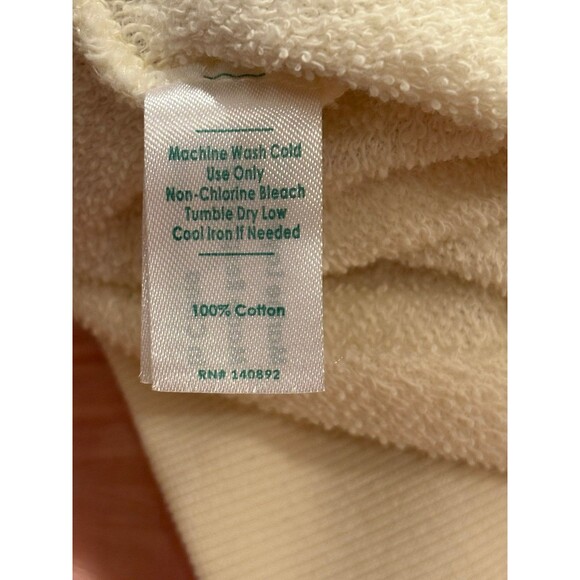 Machine Wash Cold
Use Only
Non-Chlorine Bleach
Tumble Dry Low
Cool Iron If Needed
100% Cotton
RN# 140892